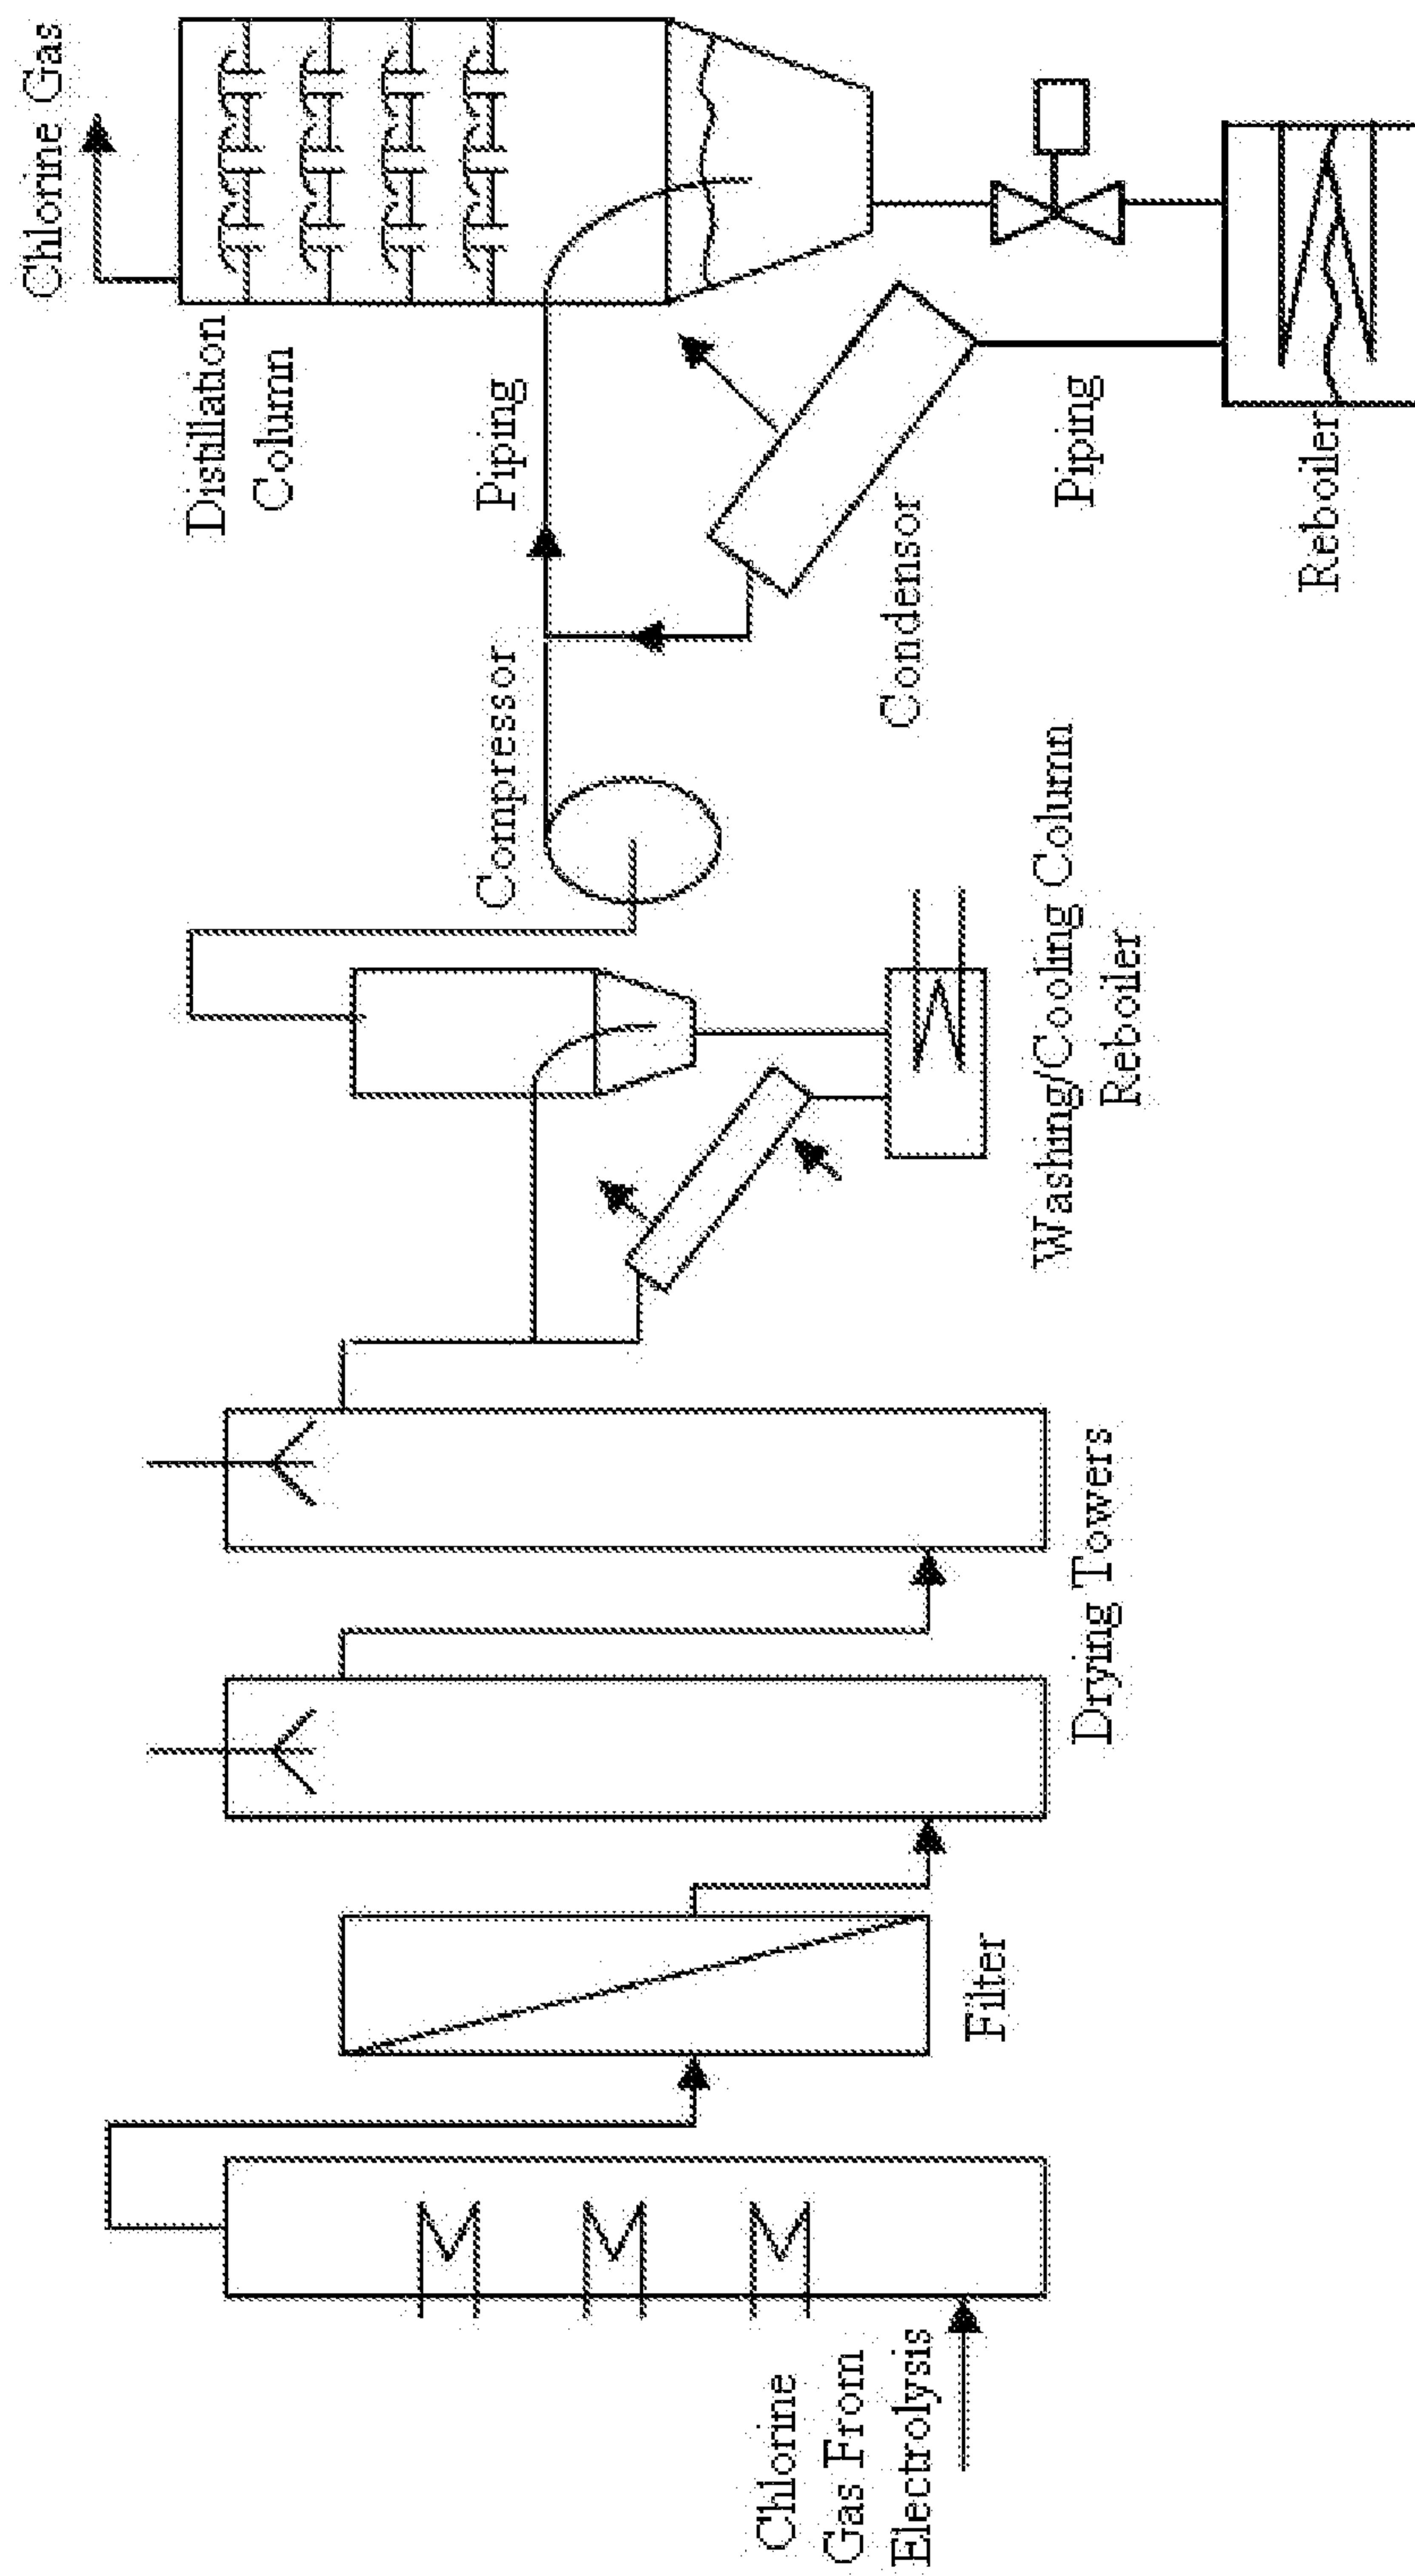 Chlorine
Gas From
Electrolysis
Filter
Drying Towers
Washing/Cooling Column
Reboiler
Compressor
Condensor
Piping
Distillation
Column
Chlorine Gas
Piping
Reboiler